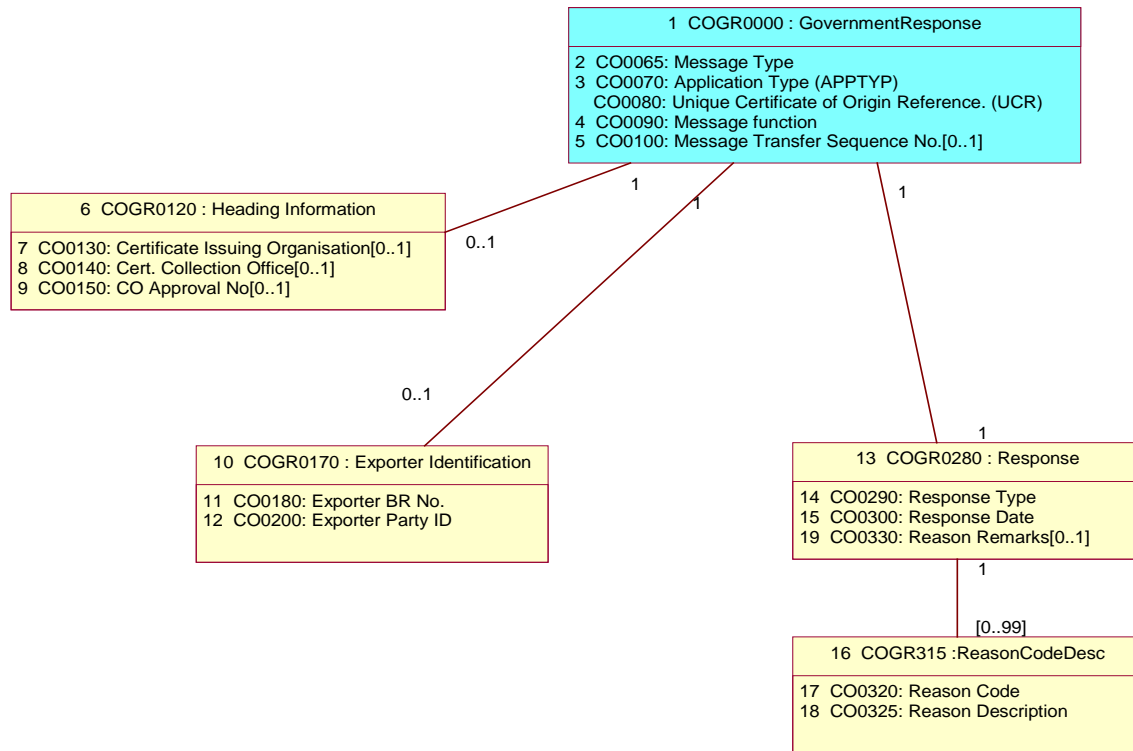 1 COGR0000 : GovernmentResponse
2 CO0065: Message Type
3 CO0070: Application Type (APPTYP)
CO0080: Unique Certificate of Origin Reference. (UCR)
4 CO0090: Message function
5 CO0100: Message Transfer Sequence No.[0..1]
1
1
1
6 COGR0120 : Heading Information
7 CO0130: Certificate Issuing Organisation[0..1]
8 CO0140: Cert. Collection Office[0..1]
9 CO0150: CO Approval No[0..1]
0..1
0..1
10 COGR0170 : Exporter Identification
11 CO0180: Exporter BR No.
12 CO0200: Exporter Party ID
1
13 COGR0280 : Response
14 CO0290: Response Type
15 CO0300: Response Date
19 CO0330: Reason Remarks[0..1]
1
[0..99]
16 COGR315 :ReasonCodeDesc
17 CO0320: Reason Code
18 CO0325: Reason Description